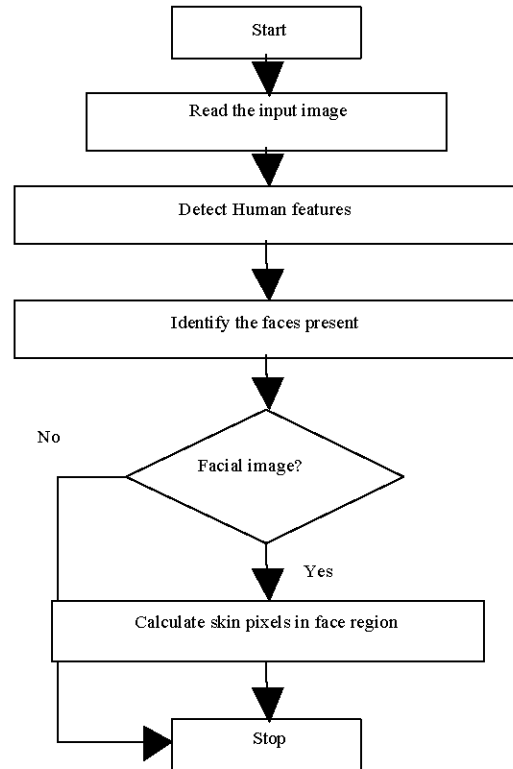 Start
Read the input image
Detect Human features
Identify the faces present
No
Facial image?
Yes
Calculate skin pixels in face region
Stop